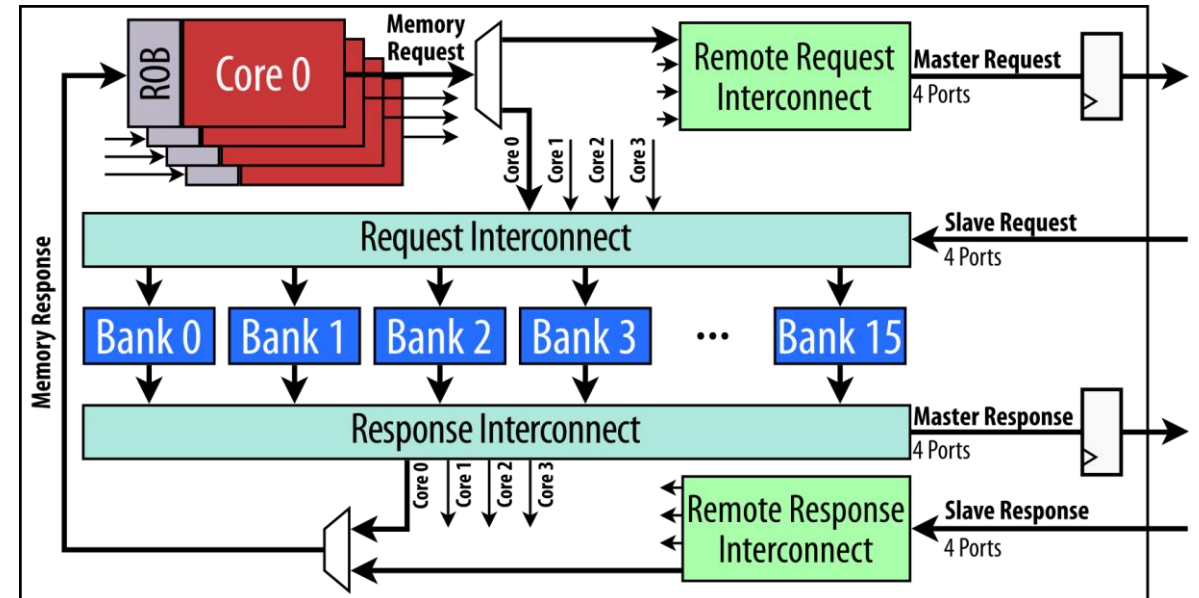 Memory
Request
ROB
Core 0
Remote Request
Interconnect
Master Request
4 Ports
Core 0
Core 1
Core 2
Core 3
Request Interconnect
Slave Request
4 Ports
Memory Response
Bank 0
Bank 1
Bank 2
Bank 3
...
Bank 15
Response Interconnect
Master Response
4 Ports
Core 0
Core 1
Core 2
Core 3
Remote Response
Interconnect
Slave Response
4 Ports